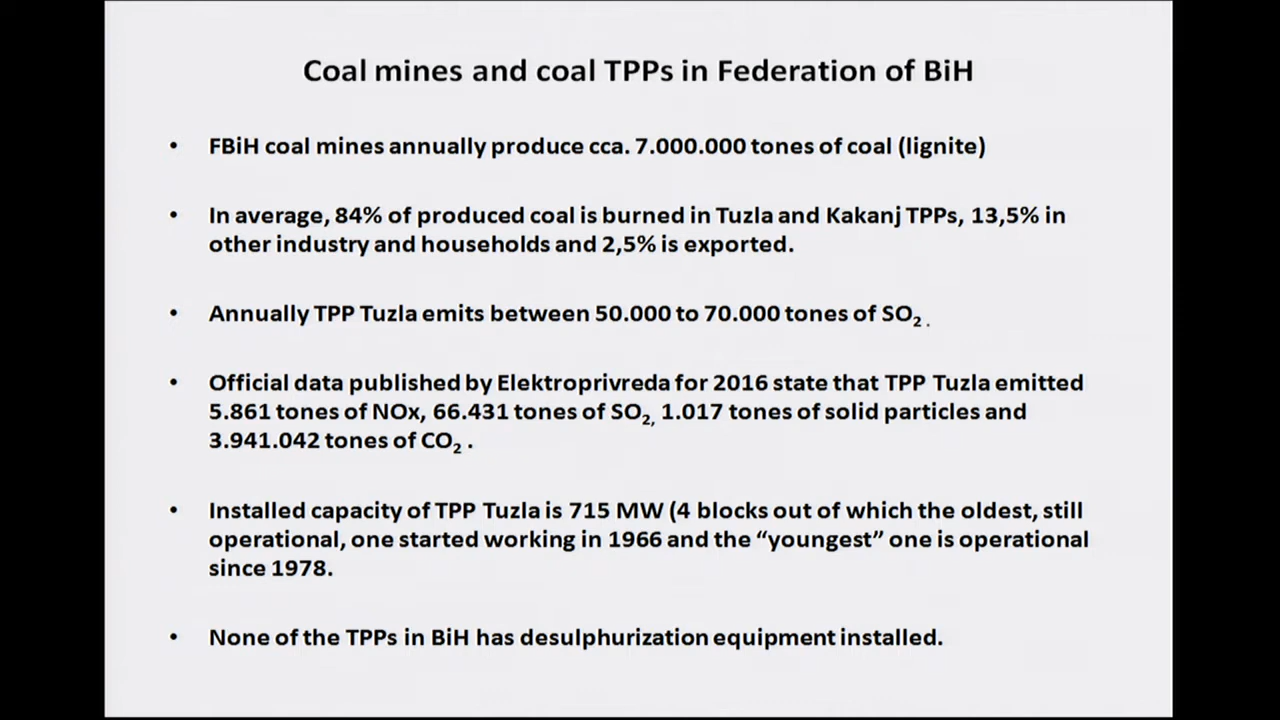 Coal mines and coal TPPs in Federation of BiH
• FBiH coal mines annually produce cca. 7.000.000 tones of coal (lignite)
• In average, 84% of produced coal is burned in Tuzla and Kakanj TPPs, 13,5% in
other industry and households and 2,5% is exported.
• Annually TPP Tuzla emits between 50.000 to 70.000 tones of SO₂ .
• Official data published by Elektroprivreda for 2016 state that TPP Tuzla emitted
5.861 tones of NOx, 66.431 tones of SO₂, 1.017 tones of solid particles and
3.941.042 tones of CO₂ .
• Installed capacity of TPP Tuzla is 715 MW (4 blocks out of which the oldest, still
operational, one started working in 1966 and the “youngest” one is operational
since 1978.
• None of the TPPs in BiH has desulphurization equipment installed.